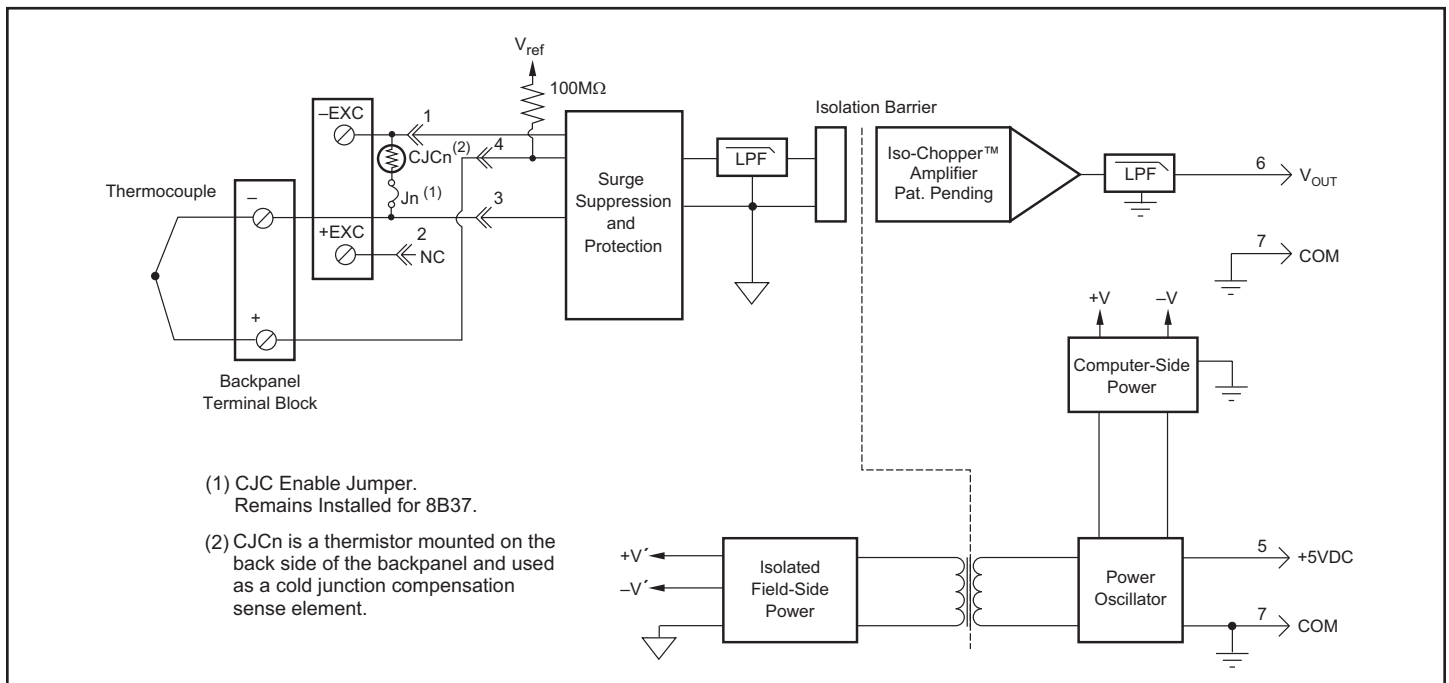 Vref
100MΩ
–EXC
1
CJCn(2)
4
Jn(1)
3
+EXC
2
NC
Thermocouple
–
+
Backpanel
Terminal Block
Surge
Suppression
and
Protection
LPF
Isolation Barrier
Iso-Chopper™
Amplifier
Pat. Pending
LPF
6
VOUT
7
COM
+V
–V
Computer-Side
Power
(1) CJC Enable Jumper.
Remains Installed for 8B37.
(2) CJCn is a thermistor mounted on the
back side of the backpanel and used
as a cold junction compensation
sense element.
+V´
–V´
Isolated
Field-Side
Power
Power
Oscillator
5
+5VDC
7
COM